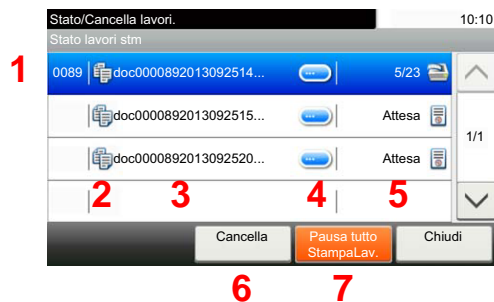 Stato/Cancella lavori. 10:10
Stato lavori stm
1 0089 doc0000892013092514... 5/23
doc0000892013092515... Attesa
1/1
doc0000892013092520... Attesa
2 3 4 5
Cancella Pausa tutto StampaLav. Chiudi
6 7